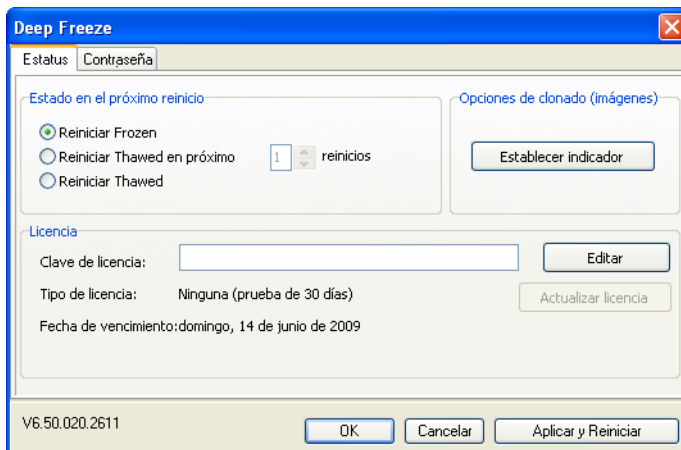 Deep Freeze
Estatus
Contraseña
Estado en el próximo reinicio
Opciones de clonado (imágenes)
Reiniciar Frozen
Reiniciar Thawed en próximo 1 reinicios
Establecer indicador
Reiniciar Thawed
Licencia
Clave de licencia:
Editar
Tipo de licencia: Ninguna (prueba de 30 días)
Actualizar licencia
Fecha de vencimiento:domingo, 14 de junio de 2009
V6.50.020.2611
OK
Cancelar
Aplicar y Reiniciar